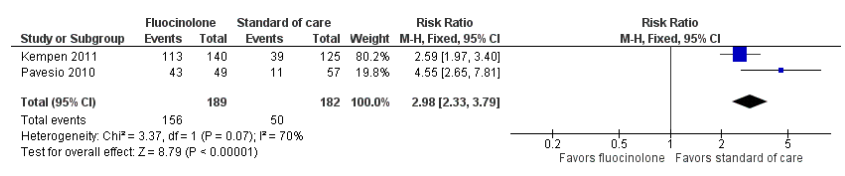 Fluocinolone Standard of care Risk Ratio Risk Ratio
Study or Subgroup Events Total Events Total Weight M-H, Fixed, 95% CI M-H, Fixed, 95% CI
Kempen 2011 113 140 39 125 80.2% 2.59 [1.97, 3.40]
Pavesio 2010 43 49 11 57 19.8% 4.55 [2.65, 7.81]
Total (95% CI) 189 182 100.0% 2.98 [2.33, 3.79]
Total events 156 50
Heterogeneity: Chi² = 3.37, df = 1 (P = 0.07); I² = 70%
Test for overall effect: Z = 8.79 (P < 0.00001)
0.2 0.5 1 2 5
Favors fluocinolone Favors standard of care